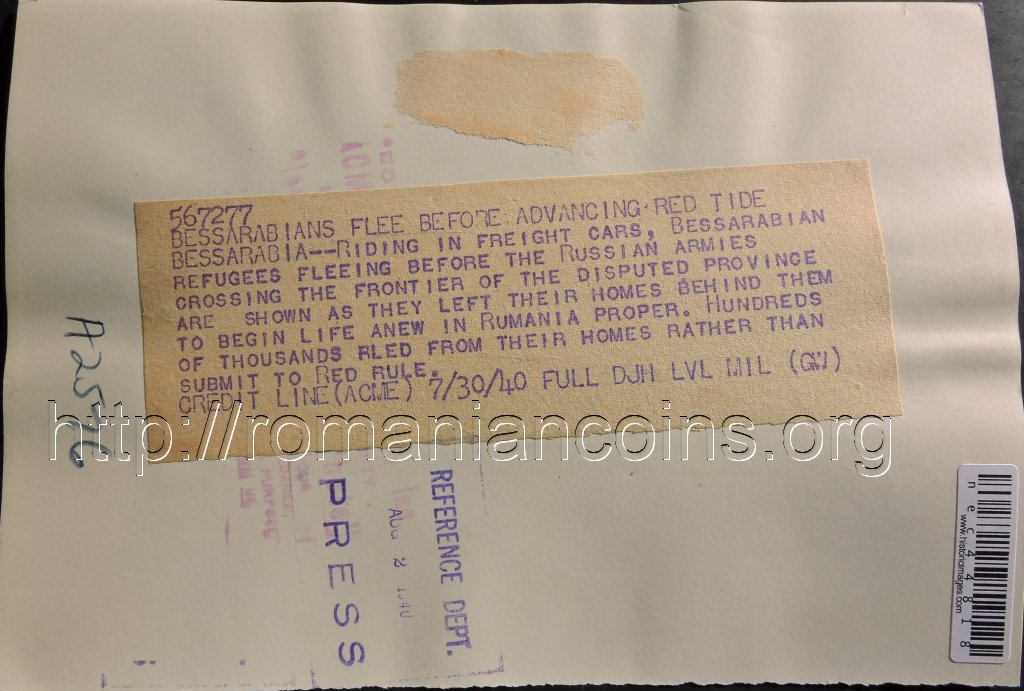 567277
BESSARABIANS FLEE BEFORE ADVANCING RED TIDE
BESSARABIA--RIDING IN FREIGHT CARS, BESSARABIAN
REFUGEES FLEEING BEFORE THE RUSSIAN ARMIES
CROSSING THE FRONTIER OF THE DISPUTED PROVINCE
ARE SHOWN AS THEY LEFT THEIR HOMES BEHIND THEM
TO BEGIN LIFE ANEW IN RUMANIA PROPER. HUNDREDS
OF THOUSANDS RLED FROM THEIR HOMES RATHER THAN
SUBMIT TO RED RULE.
CREDIT LINE(ACME) 7/30/40 FULL DJH LVL MIL (GW)
A2576
http://romaniancoins.org
REFERENCE DEPT.
AUG 2 1940
PRESS
PURPOSE
nec44818
www.historicimages.com